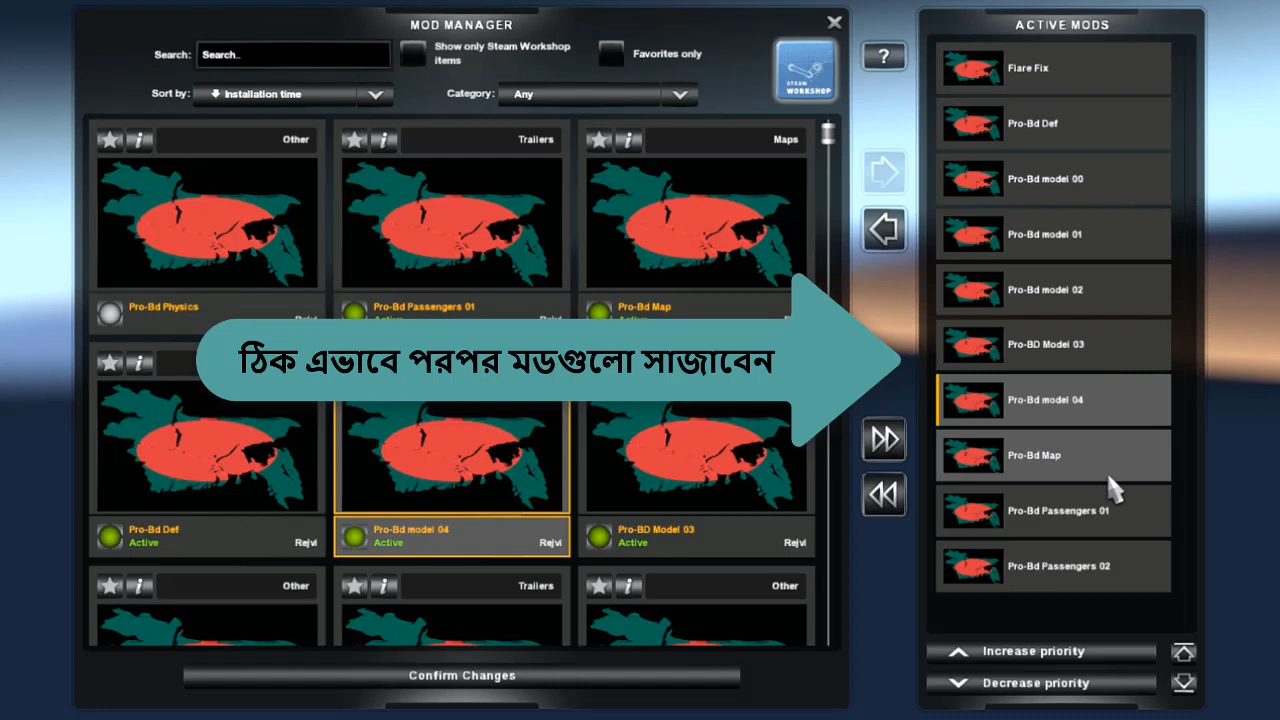 MOD MANAGER
Search:
Search..
Show only Steam Workshop
items
Favorites only
Sort by:
Installation time
Category:
Any
STEAM
WORKSHOP
?
Other
Trailers
Maps
Pro-Bd Physics
Pro-Bd Passengers 01
Pro-Bd Map
ঠিক এভাবে পরপর মডগুলো সাজাবেন
Pro-Bd Def
Active
Rejvi
Pro-Bd model 04
Active
Rejvi
Pro-BD Model 03
Active
Rejvi
Other
Trailers
Other
Confirm Changes
ACTIVE MODS
Flare Fix
Pro-Bd Def
Pro-Bd model 00
Pro-Bd model 01
Pro-Bd model 02
Pro-BD Model 03
Pro-Bd model 04
Pro-Bd Map
Pro-Bd Passengers 01
Pro-Bd Passengers 02
Increase priority
Decrease priority